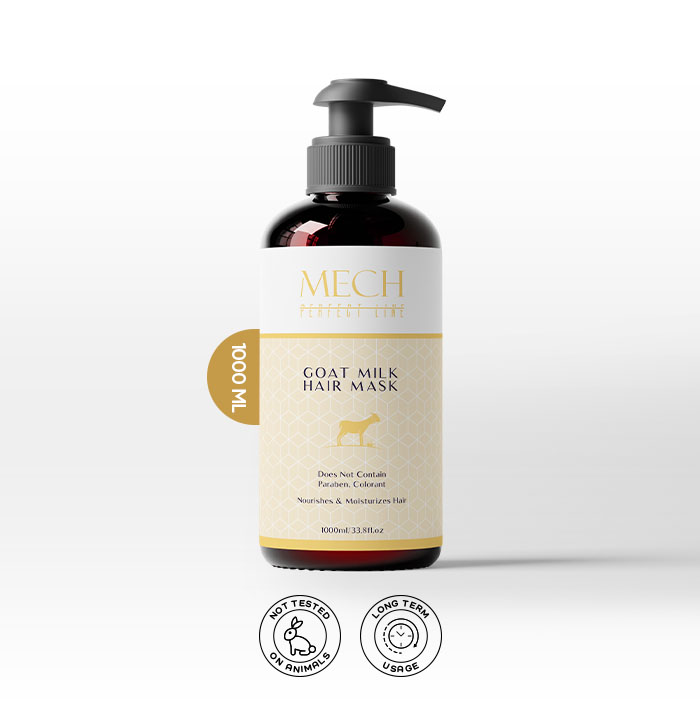 MECH
PERFECT LINE
1000 ML
GOAT MILK
HAIR MASK
Does Not Contain
Paraben, Colorant
Nourishes & Moisturizes Hair
1000ml/33.8fl.oz
NOT TESTED
ON ANIMALS
LONG TERM
USAGE